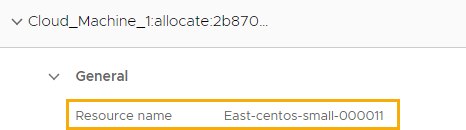 Cloud_Machine_1:allocate:2b870...
General
Resource name East-centos-small-000011